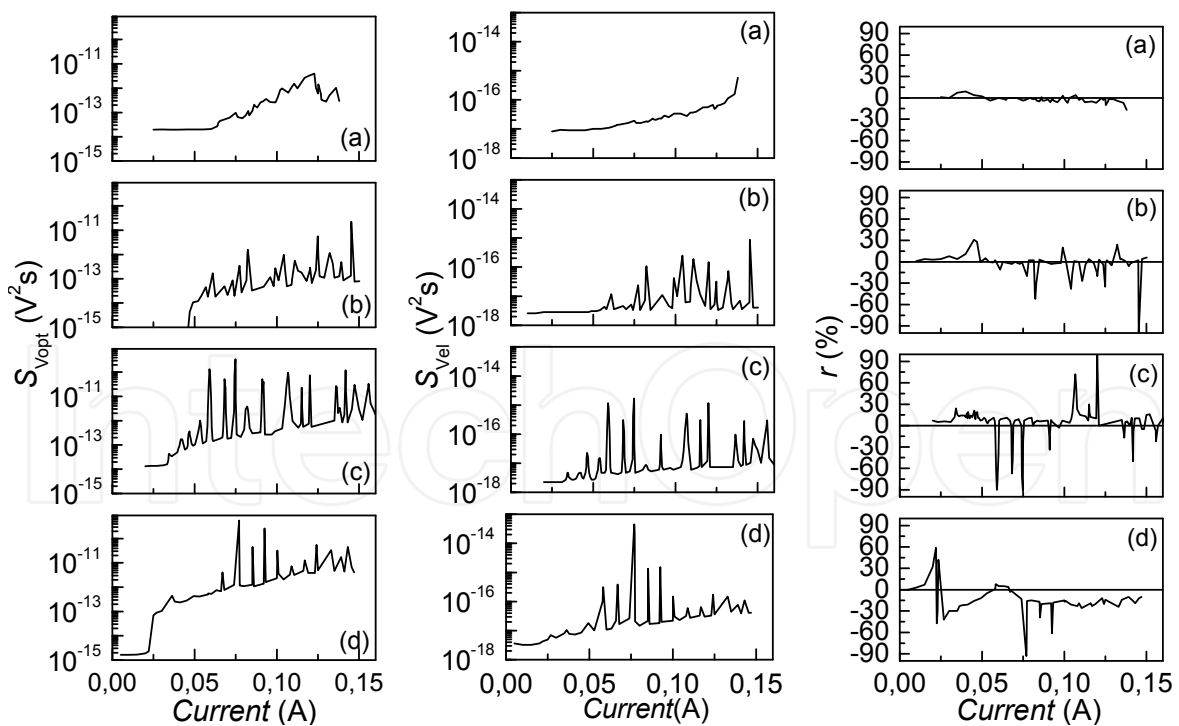 10⁻¹¹
10⁻¹³
10⁻¹⁵
(a)
10⁻¹¹
10⁻¹³
10⁻¹⁵
(b)
10⁻¹¹
10⁻¹³
10⁻¹⁵
(c)
10⁻¹¹
10⁻¹³
10⁻¹⁵
(d)
S_Vopt (V²s)
0,00 0,05 0,10 0,15
Current (A)
10⁻¹⁴
10⁻¹⁶
10⁻¹⁸
(a)
10⁻¹⁴
10⁻¹⁶
10⁻¹⁸
(b)
10⁻¹⁴
10⁻¹⁶
10⁻¹⁸
(c)
10⁻¹⁴
10⁻¹⁶
10⁻¹⁸
(d)
S_Vel (V²s)
0,00 0,05 0,10 0,15
Current(A)
90
60
30
0
-30
-60
-90
(a)
90
60
30
0
-30
-60
-90
(b)
90
60
30
0
-30
-60
-90
(c)
90
60
30
0
-30
-60
-90
(d)
r (%)
0,00 0,05 0,10 0,15
Current (A)
IntechOpen